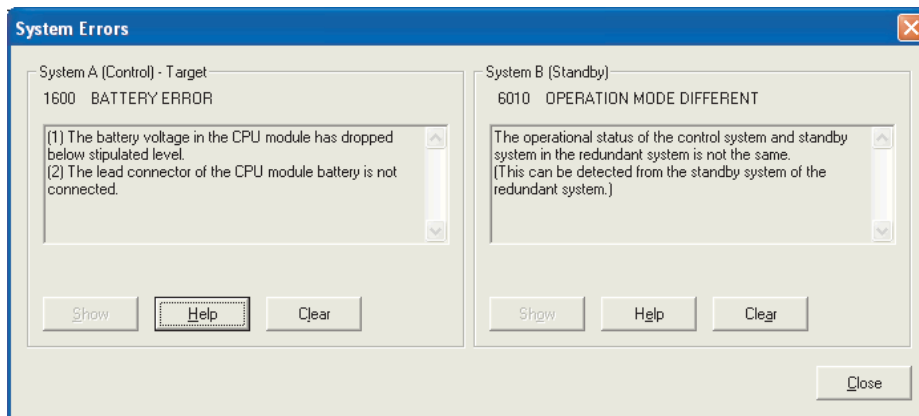 System Errors
System A (Control) - Target
1600 BATTERY ERROR
(1) The battery voltage in the CPU module has dropped
below stipulated level.
(2) The lead connector of the CPU module battery is not
connected.
Show
Help
Clear
System B (Standby)
6010 OPERATION MODE DIFFERENT
The operational status of the control system and standby
system in the redundant system is not the same.
(This can be detected from the standby system of the
redundant system.)
Show
Help
Clear
Close